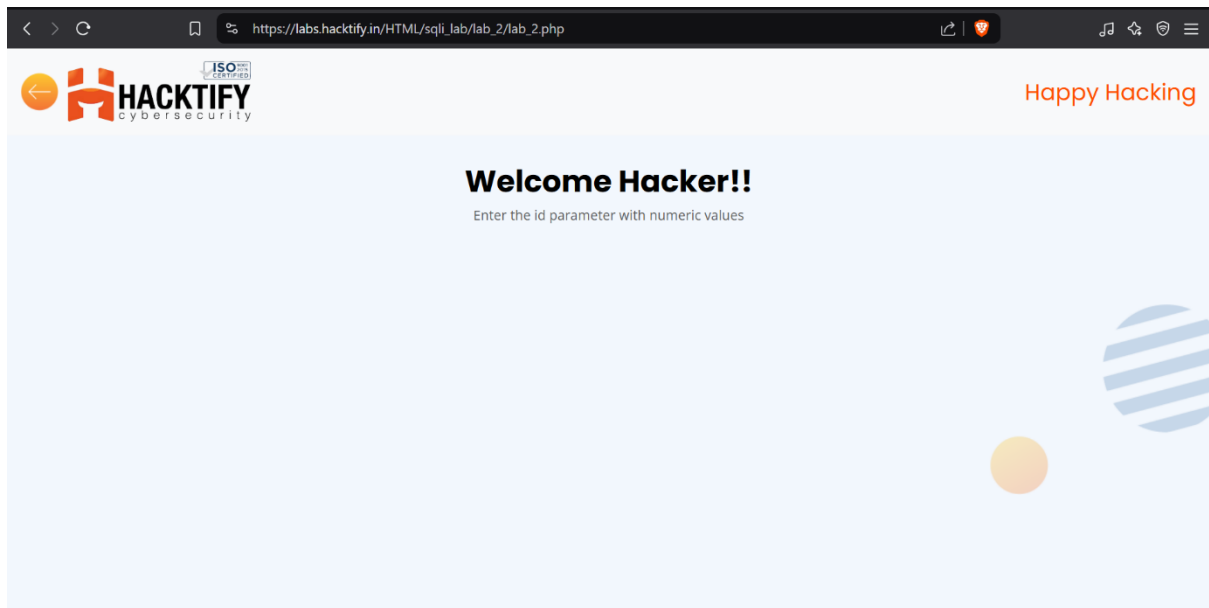 https://labs.hacktify.in/HTML/sqli_lab/lab_2/lab_2.php
ISO
CERTIFIED
HACKTIFY
cybersecurity
Happy Hacking
Welcome Hacker!!
Enter the id parameter with numeric values